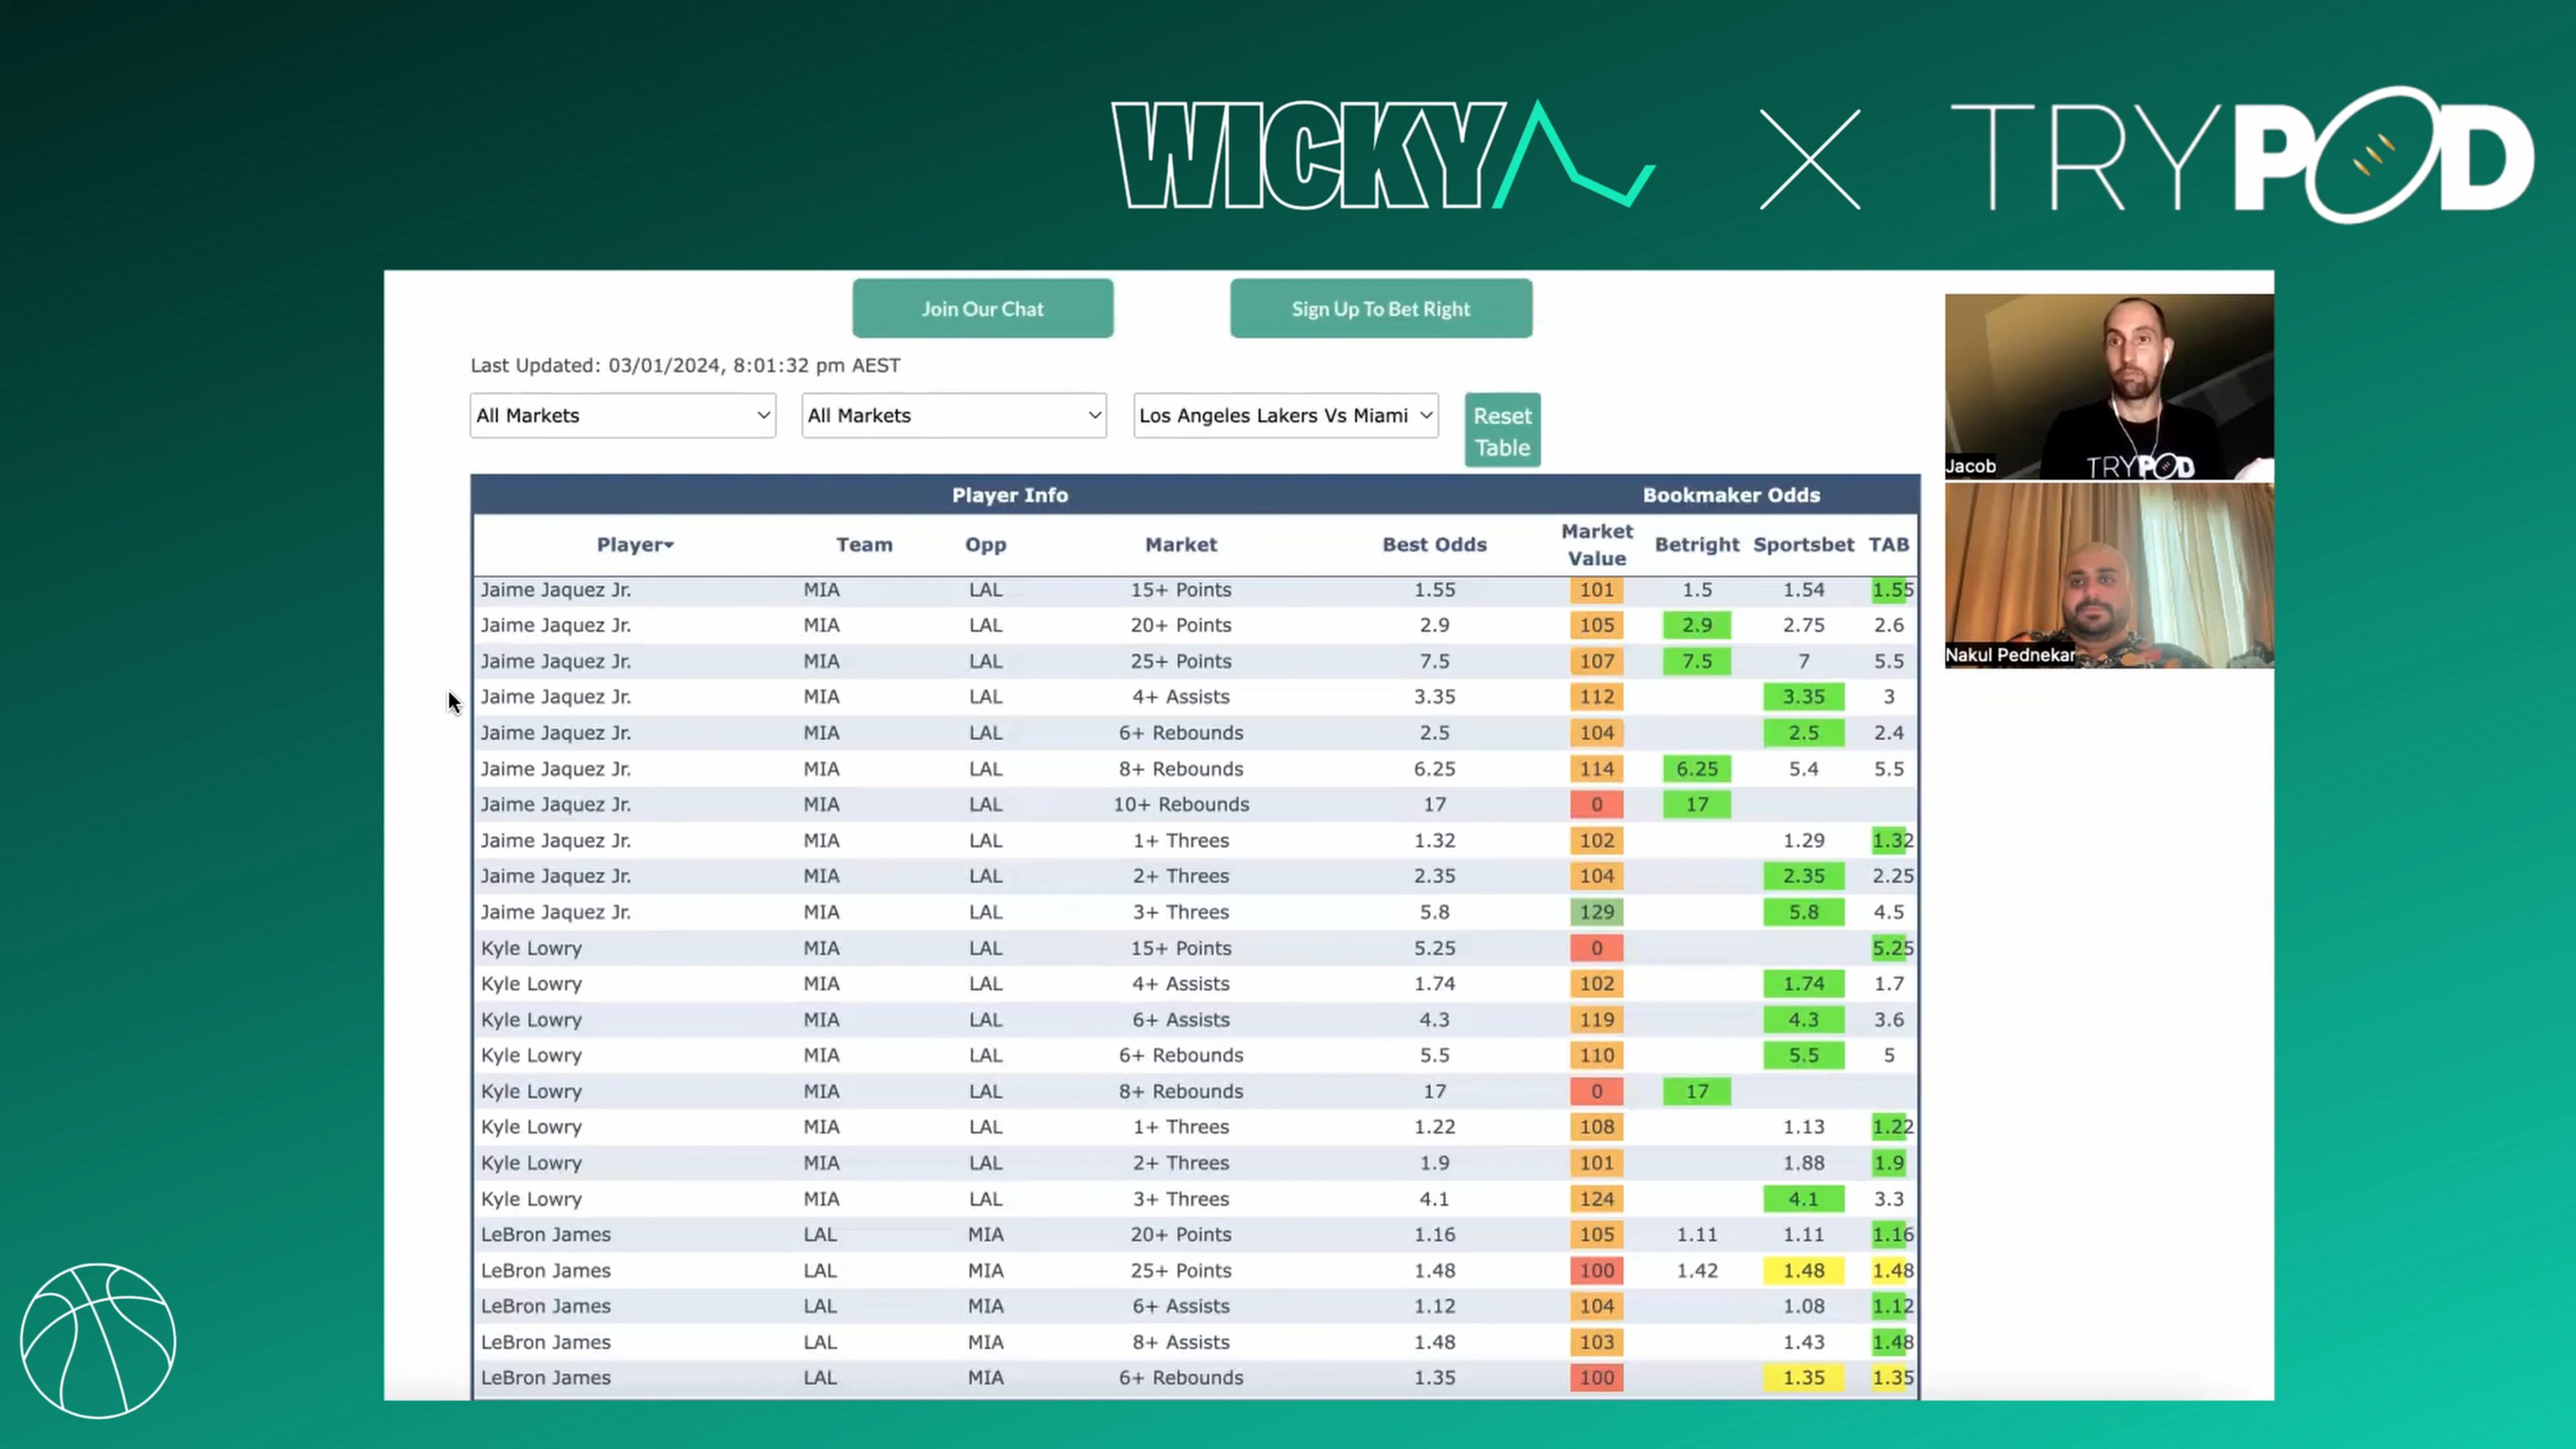 WICKY X TRYPOD
Join Our Chat Sign Up To Bet Right
Last Updated: 03/01/2024, 8:01:32 pm AEST
All Markets All Markets Los Angeles Lakers Vs Miami Reset
Table
Jacob
TRYPOD
Nakul Pednekar
Player Info Bookmaker Odds
Player Team Opp Market Best Odds Market Value Betright Sportsbet TAB
Jaime Jaquez Jr. MIA LAL 15+ Points 1.55 101 1.5 1.54 1.55
Jaime Jaquez Jr. MIA LAL 20+ Points 2.9 105 2.9 2.75 2.6
Jaime Jaquez Jr. MIA LAL 25+ Points 7.5 107 7.5 7 5.5
Jaime Jaquez Jr. MIA LAL 4+ Assists 3.35 112 3.35 3
Jaime Jaquez Jr. MIA LAL 6+ Rebounds 2.5 104 2.5 2.4
Jaime Jaquez Jr. MIA LAL 8+ Rebounds 6.25 114 6.25 5.4 5.5
Jaime Jaquez Jr. MIA LAL 10+ Rebounds 17 0 17
Jaime Jaquez Jr. MIA LAL 1+ Threes 1.32 102 1.29 1.32
Jaime Jaquez Jr. MIA LAL 2+ Threes 2.35 104 2.35 2.25
Jaime Jaquez Jr. MIA LAL 3+ Threes 5.8 129 5.8 4.5
Kyle Lowry MIA LAL 15+ Points 5.25 0 5.25
Kyle Lowry MIA LAL 4+ Assists 1.74 102 1.74 1.7
Kyle Lowry MIA LAL 6+ Assists 4.3 119 4.3 3.6
Kyle Lowry MIA LAL 6+ Rebounds 5.5 110 5.5 5
Kyle Lowry MIA LAL 8+ Rebounds 17 0 17
Kyle Lowry MIA LAL 1+ Threes 1.22 108 1.13 1.22
Kyle Lowry MIA LAL 2+ Threes 1.9 101 1.88 1.9
Kyle Lowry MIA LAL 3+ Threes 4.1 124 4.1 3.3
LeBron James LAL MIA 20+ Points 1.16 105 1.11 1.11 1.16
LeBron James LAL MIA 25+ Points 1.48 100 1.42 1.48 1.48
LeBron James LAL MIA 6+ Assists 1.12 104 1.08 1.12
LeBron James LAL MIA 8+ Assists 1.48 103 1.43 1.48
LeBron James LAL MIA 6+ Rebounds 1.35 100 1.35 1.35